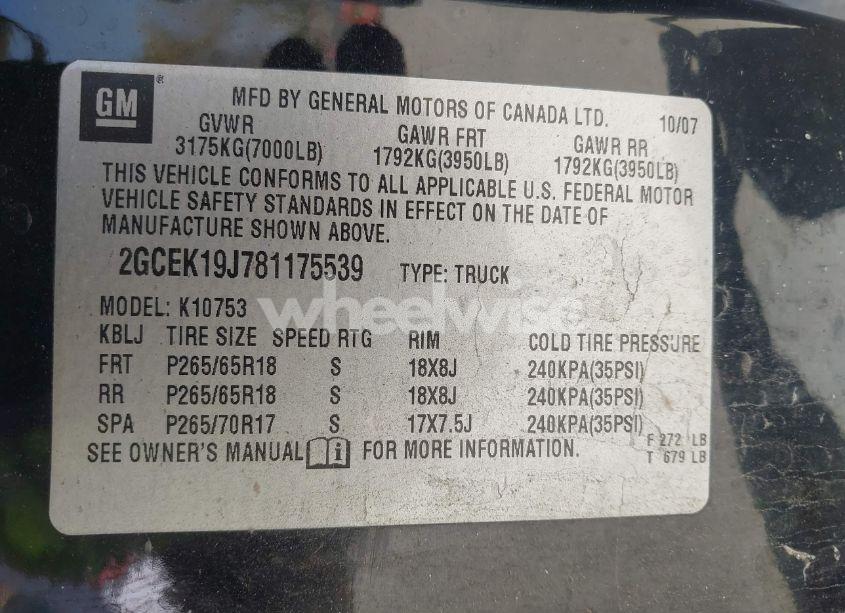 GM ®
MFD BY GENERAL MOTORS OF CANADA LTD. 10/07
GVWR GAWR FRT GAWR RR
3175KG(7000LB) 1792KG(3950LB) 1792KG(3950LB)
THIS VEHICLE CONFORMS TO ALL APPLICABLE U.S. FEDERAL MOTOR
VEHICLE SAFETY STANDARDS IN EFFECT ON THE DATE OF
MANUFACTURE SHOWN ABOVE.
2GCEK19J781175539 TYPE: TRUCK
wheelwise
MODEL: K10753
KBLJ TIRE SIZE SPEED RTG RIM COLD TIRE PRESSURE
FRT P265/65R18 S 18X8J 240KPA(35PSI)
RR P265/65R18 S 18X8J 240KPA(35PSI)
SPA P265/70R17 S 17X7.5J 240KPA(35PSI)
SEE OWNER'S MANUAL i FOR MORE INFORMATION.
F 272 LB
T 679 LB